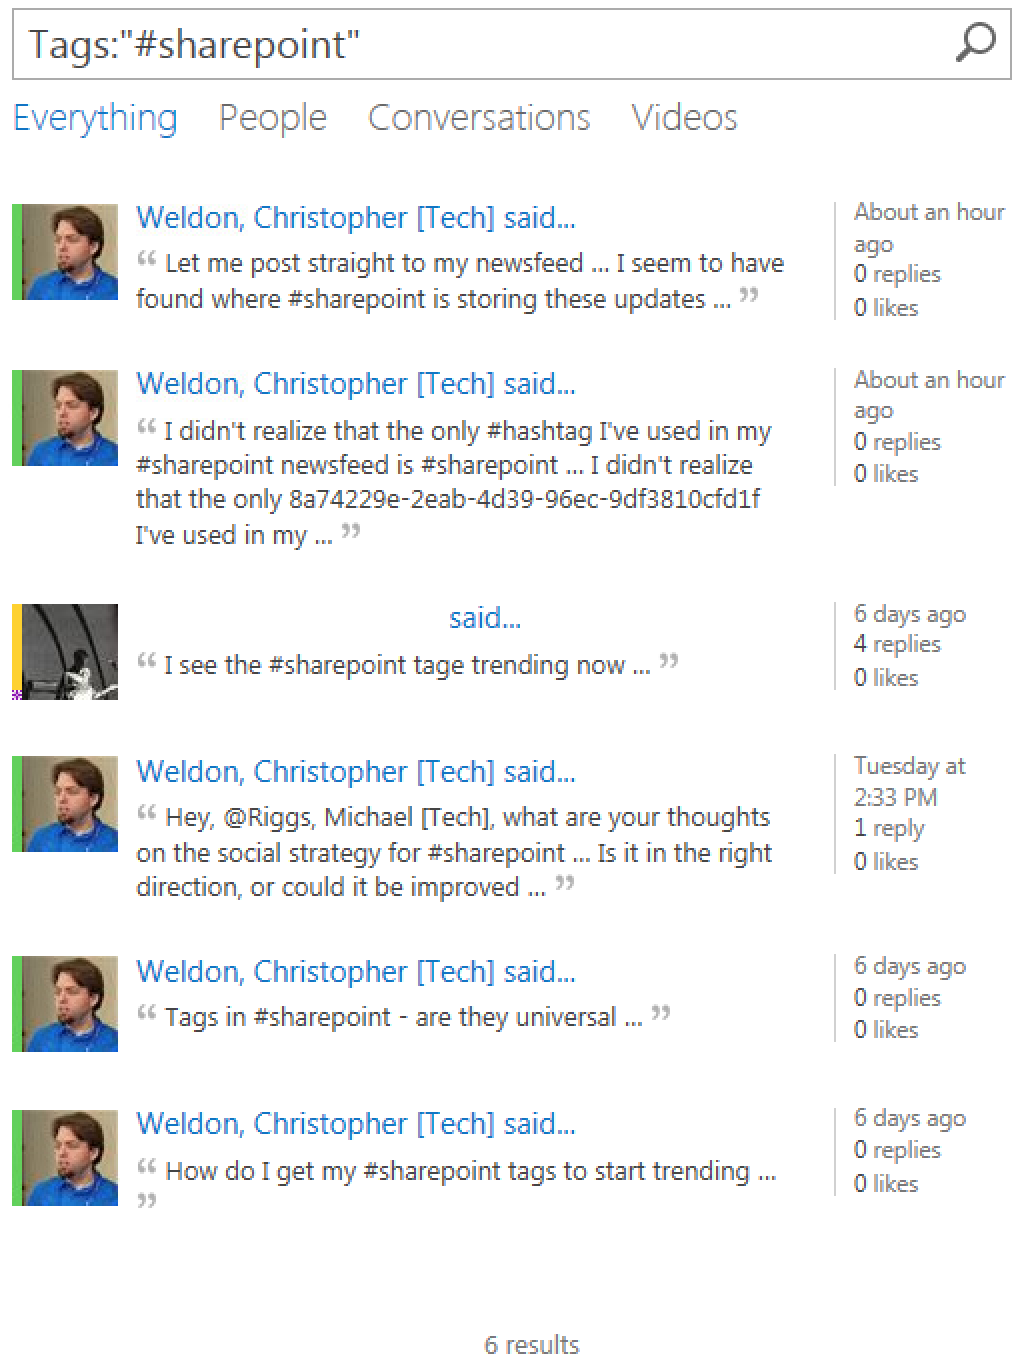 Tags:"#sharepoint"
Everything People Conversations Videos
Weldon, Christopher [Tech] said...
“ Let me post straight to my newsfeed ... I seem to have
found where #sharepoint is storing these updates ... ”
About an hour
ago
0 replies
0 likes
Weldon, Christopher [Tech] said...
“ I didn't realize that the only #hashtag I've used in my
#sharepoint newsfeed is #sharepoint ... I didn't realize
that the only 8a74229e-2eab-4d39-96ec-9df3810cfd1f
I've used in my ... ”
About an hour
ago
0 replies
0 likes
said...
“ I see the #sharepoint tage trending now ... ”
6 days ago
4 replies
0 likes
Weldon, Christopher [Tech] said...
“ Hey, @Riggs, Michael [Tech], what are your thoughts
on the social strategy for #sharepoint ... Is it in the right
direction, or could it be improved ... ”
Tuesday at
2:33 PM
1 reply
0 likes
Weldon, Christopher [Tech] said...
“ Tags in #sharepoint - are they universal ... ”
6 days ago
0 replies
0 likes
Weldon, Christopher [Tech] said...
“ How do I get my #sharepoint tags to start trending ...
”
6 days ago
0 replies
0 likes
6 results